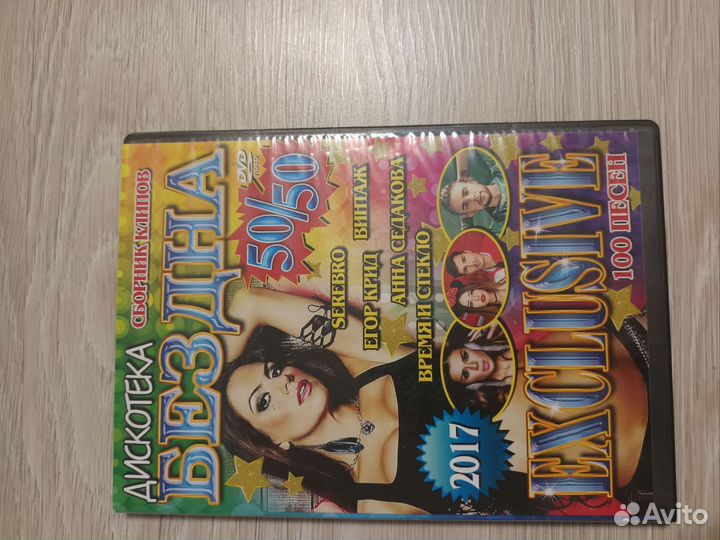 ДИСКОТЕКА
СБОРНИК КЛИПОВ
БЕЗ ДНА
DVD
50/50
SEREBRO
ЕГОР КРИД
ВИНТАЖ
АННА СЕДАКОВА
ВРЕМЯ И СТЕКЛО
2017
EXCLUSIVE
100 ПЕСЕН
Avito